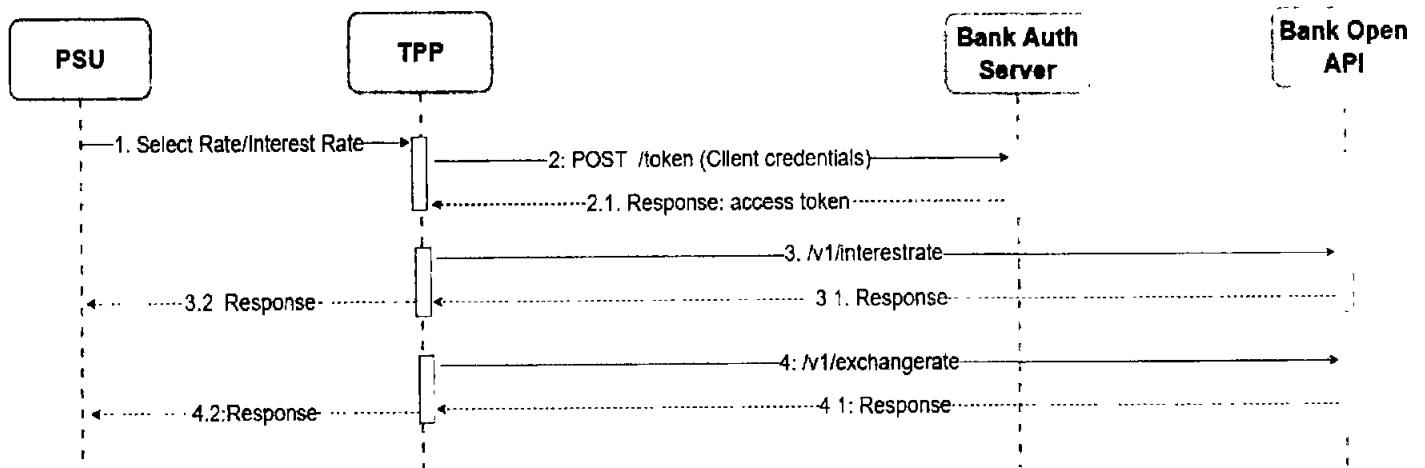 PSU
TPP
Bank Auth
Server
Bank Open
API
1. Select Rate/Interest Rate
2: POST /token (Client credentials)
2.1. Response: access token
3. /v1/interestrate
3.2 Response
3 1. Response
4: /v1/exchangerate
4.2:Response
4 1: Response